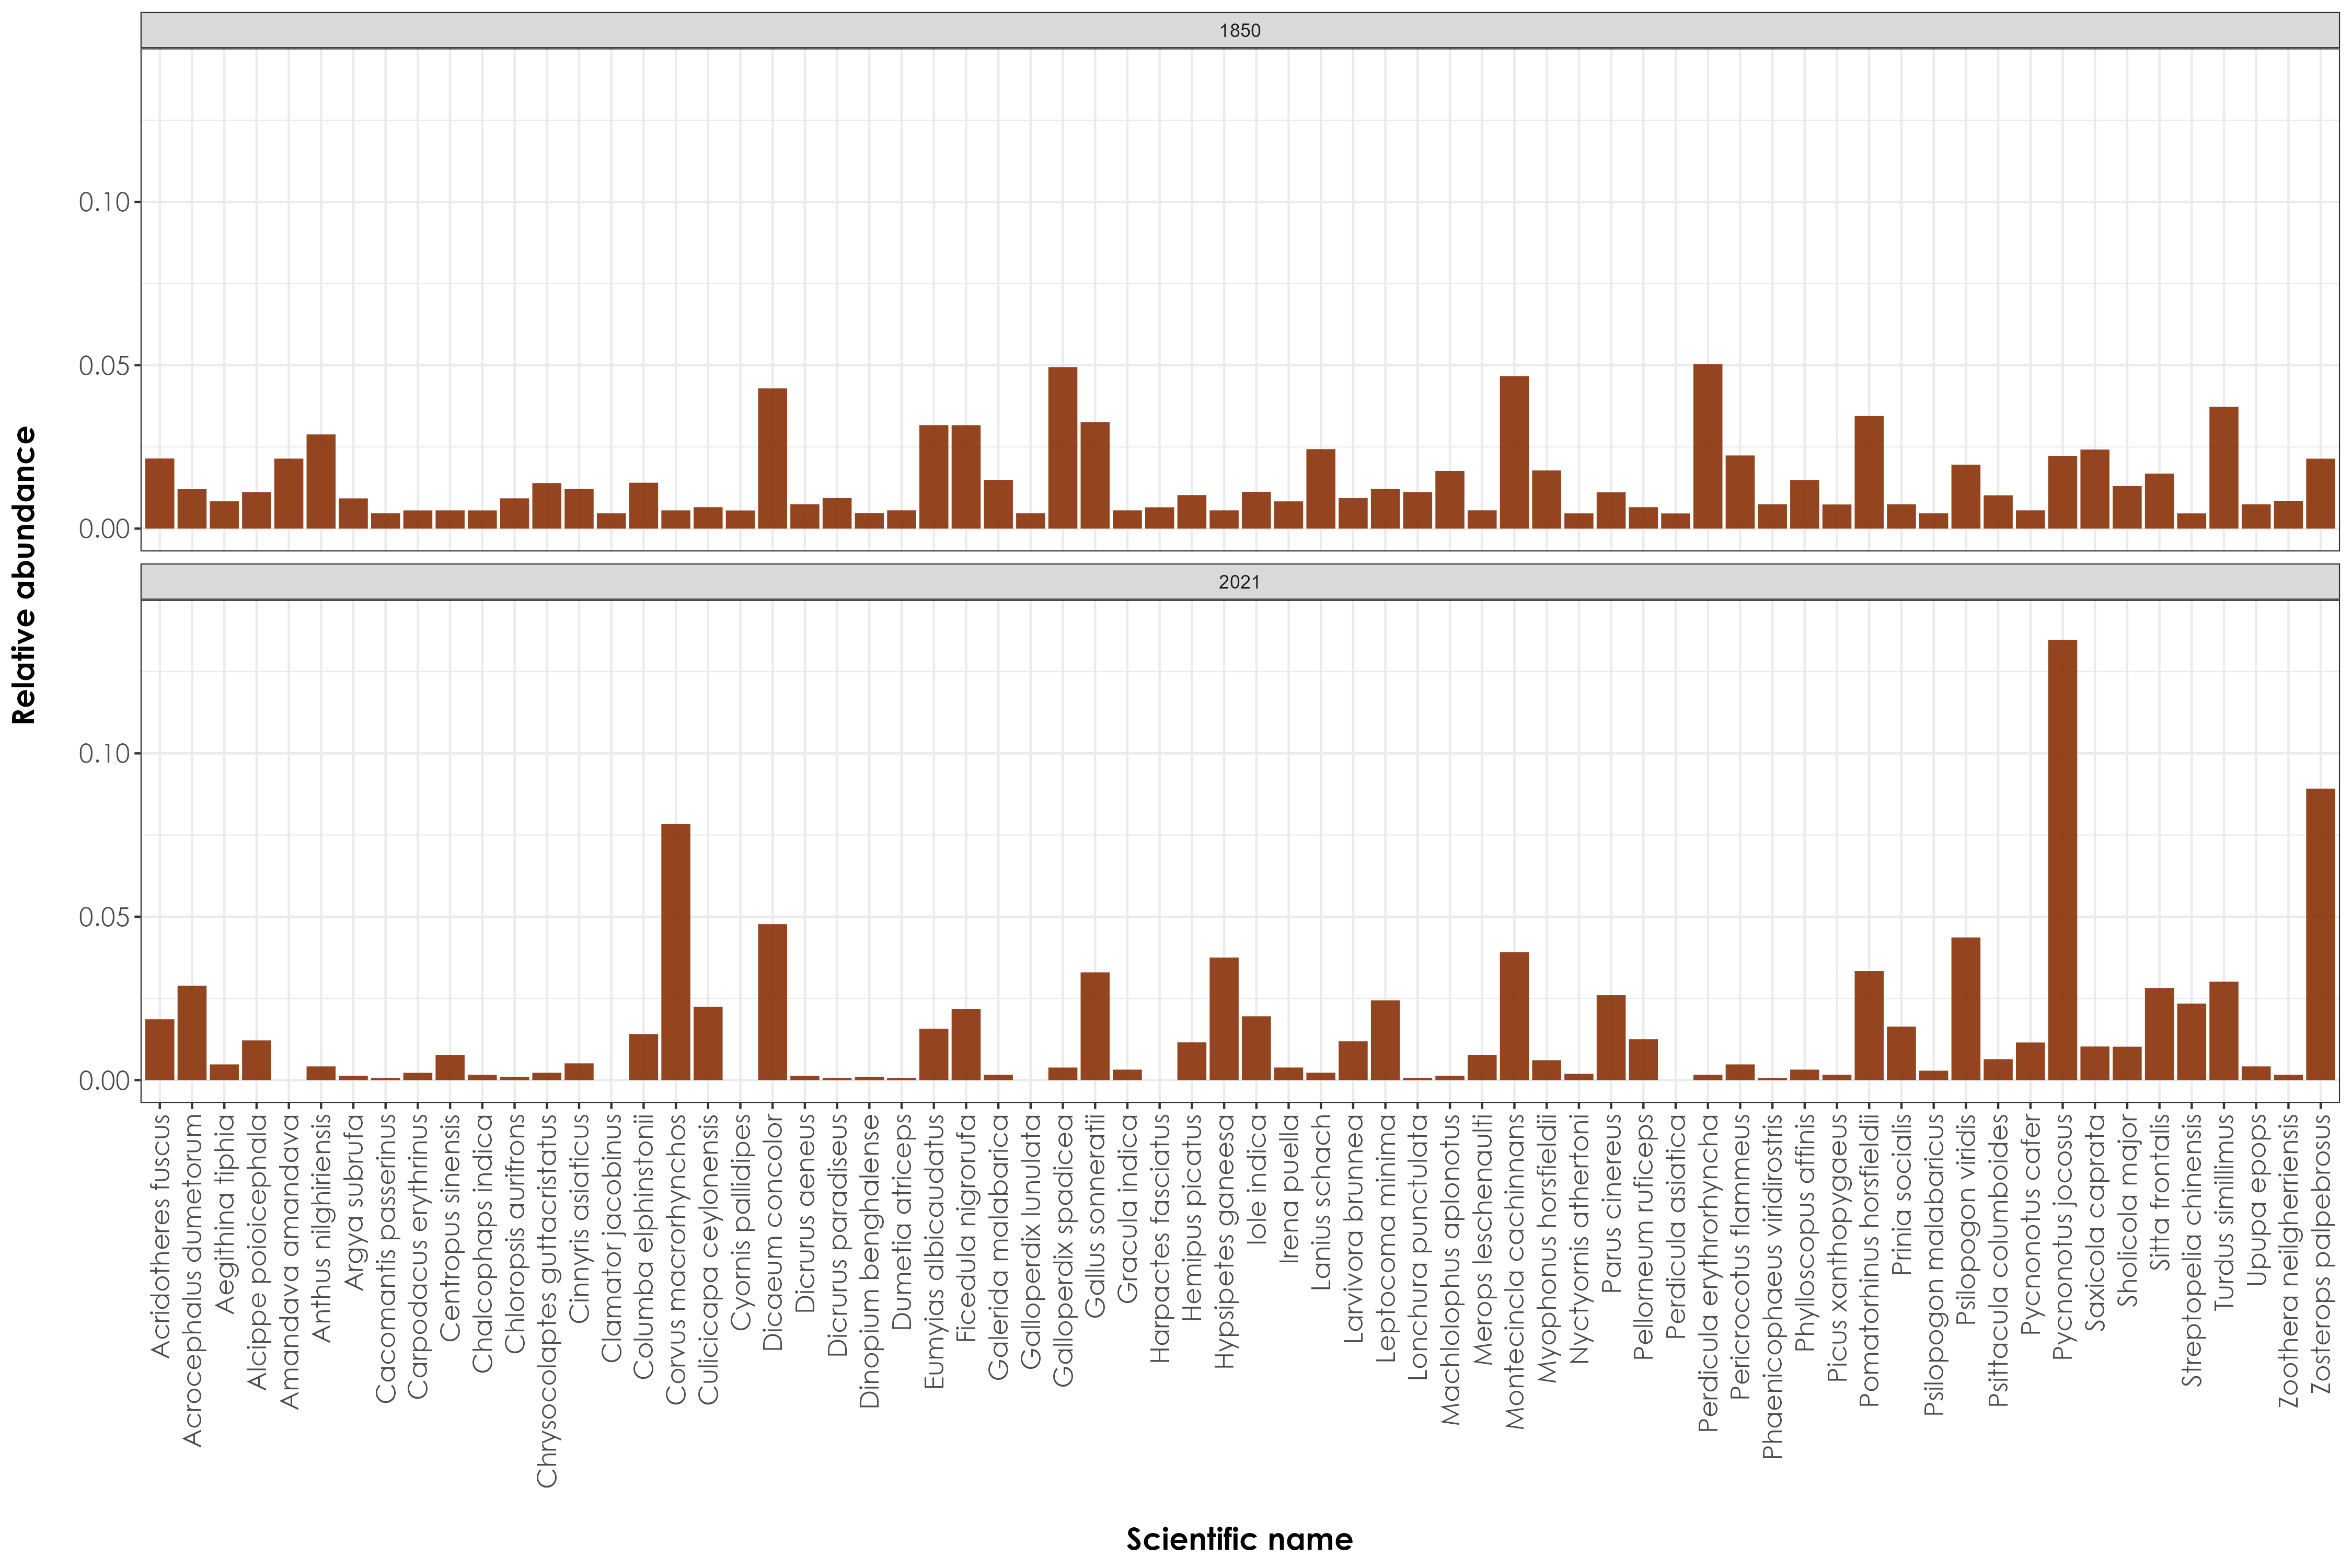 1850
0.10
0.05
0.00
Relative abundance
2021
0.10
0.05
0.00
Acridotheres fuscus
Acrocephalus dumetorum
Aegithina tiphia
Alcippe poioicephala
Amandava amandava
Anthus nilghiriensis
Argya subrufa
Cacomantis passerinus
Carpodacus erythrinus
Centropus sinensis
Chalcophaps indica
Chloropsis aurifrons
Chrysocolaptes guttacristatus
Cinnyris asiaticus
Clamator jacobinus
Columba elphinstonii
Corvus macrorhynchos
Culicicapa ceylonensis
Cyornis pallidipes
Dicaeum concolor
Dicrurus aeneus
Dicrurus paradiseus
Dinopium benghalense
Dumetia atriceps
Eumyias albicaudatus
Ficedula nigrorufa
Galerida malabarica
Galloperdix lunulata
Galloperdix spadicea
Gallus sonneratii
Gracula indica
Harpactes fasciatus
Hemipus picatus
Hypsipetes ganeesa
Iole indica
Irena puella
Lanius schach
Larvivora brunnea
Leptocoma minima
Lonchura punctulata
Machlolophus aplonotus
Merops leschenaulti
Montecincla cachinnans
Myophonus horsfieldii
Nyctyornis athertoni
Parus cinereus
Pellorneum ruficeps
Perdicula asiatica
Perdicula erythrorhyncha
Pericrocotus flammeus
Phaenicophaeus viridirostris
Phylloscopus affinis
Picus xanthopygaeus
Pomatorhinus horsfieldii
Prinia socialis
Psilopogon malabaricus
Psilopogon viridis
Psittacula columboides
Pycnonotus cafer
Pycnonotus jocosus
Saxicola caprata
Sholicola major
Sitta frontalis
Streptopelia chinensis
Turdus simillimus
Upupa epops
Zoothera neilgherriensis
Zosterops palpebrosus
Scientific name